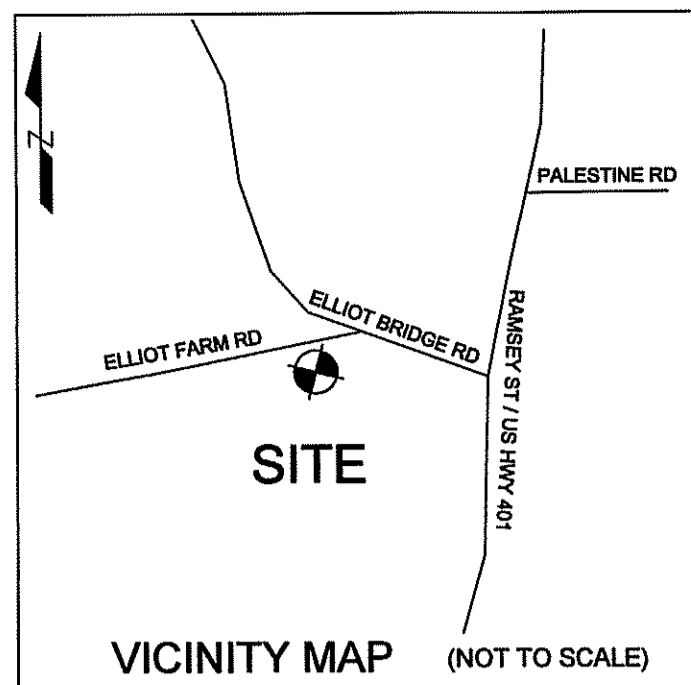 N
PALESTINE RD
ELLIOT BRIDGE RD
ELLIOT FARM RD
RAMSEY ST / US HWY 401
SITE
VICINITY MAP (NOT TO SCALE)